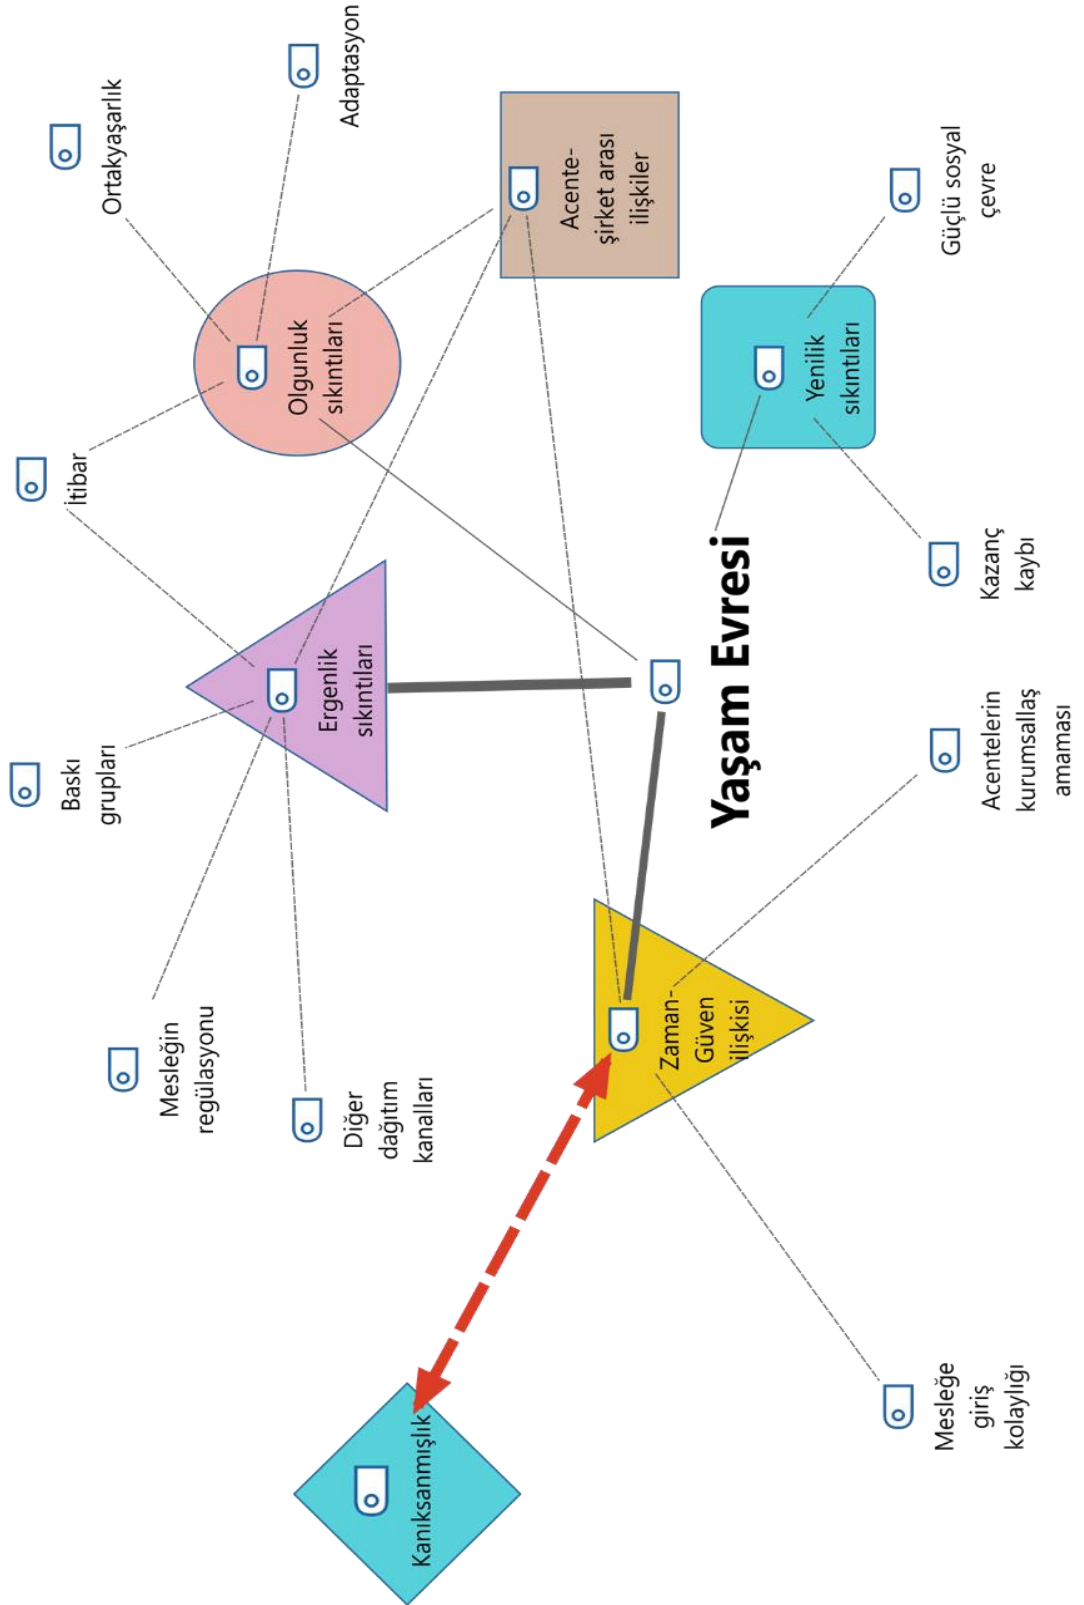 Baskı
grupları
İtibar
Ortakyaşarlık
Mesleğin
regülasyonu
Diğer
dağıtım
kanalları
Ergenlik
sıkıntıları
Olgunluk
sıkıntıları
Adaptasyon
Kanıksanmışlık
Acente-
şirket arası
ilişkiler
Zaman-
Güven
ilişkisi
Yaşam Evresi
Yenilik
sıkıntıları
Mesleğe
giriş
kolaylığı
Acentelerin
kurumsallaş
amaması
Kazanç
kaybı
Güçlü sosyal
çevre